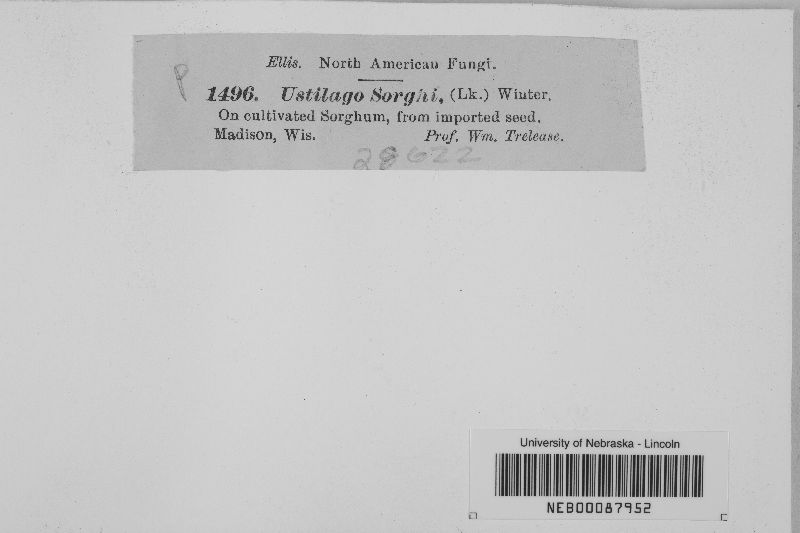 Ellis. North American Fungi.
P
1496. Ustilago Sorghi, (Lk.) Winter.
On cultivated Sorghum, from imported seed.
Madison, Wis. Prof. Wm. Trelease.
28622
University of Nebraska - Lincoln
NEB00087952